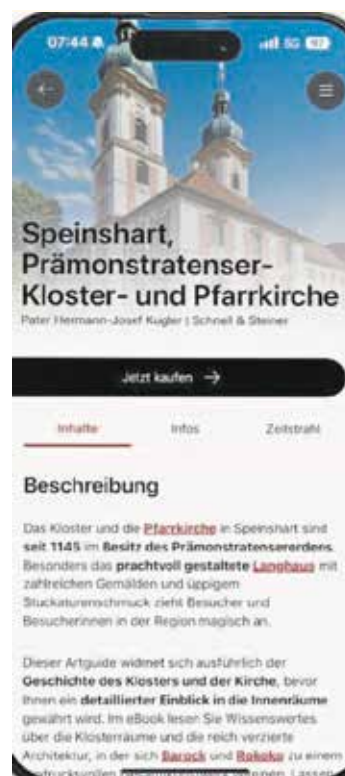 07:44
5G
Speinshart,
Prämonstratenser-
Kloster- und Pfarrkirche
Pater Hermann-Josef Kugler | Schnell & Steiner
Jetzt kaufen →
Inhalte Infos Zeitstrahl
Beschreibung
Das Kloster und die Pfarrkirche in Speinshart sind
seit 1145 im Besitz des Prämonstratenserordens.
Besonders das prachtvoll gestaltete Langhaus mit
zahlreichen Gemälden und üppigem
Stuckaturenschmuck zieht Besucher und
Besucherinnen in der Region magisch an.
Dieser Artguide widmet sich ausführlich der
Geschichte des Klosters und der Kirche, bevor
Ihnen ein detaillierter Einblick in die Innenräume
gewährt wird. Im eBook lesen Sie Wissenswertes
über die Klosterräume und die reich verzierte
Architektur, in der sich Barock und Rokoko zu einem